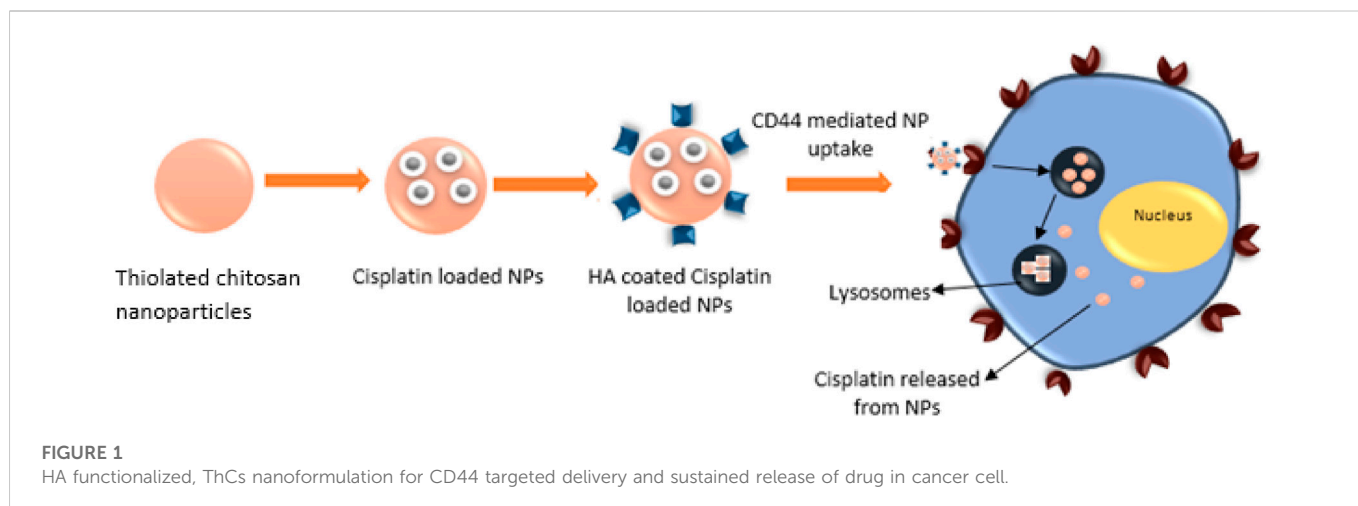 Thiolated chitosan
nanoparticles
Cisplatin loaded NPs
HA coated Cisplatin
loaded NPs
CD44 mediated NP
uptake
Nucleus
Lysosomes
Cisplatin released
from NPs
FIGURE 1
HA functionalized, ThCs nanoformulation for CD44 targeted delivery and sustained release of drug in cancer cell.